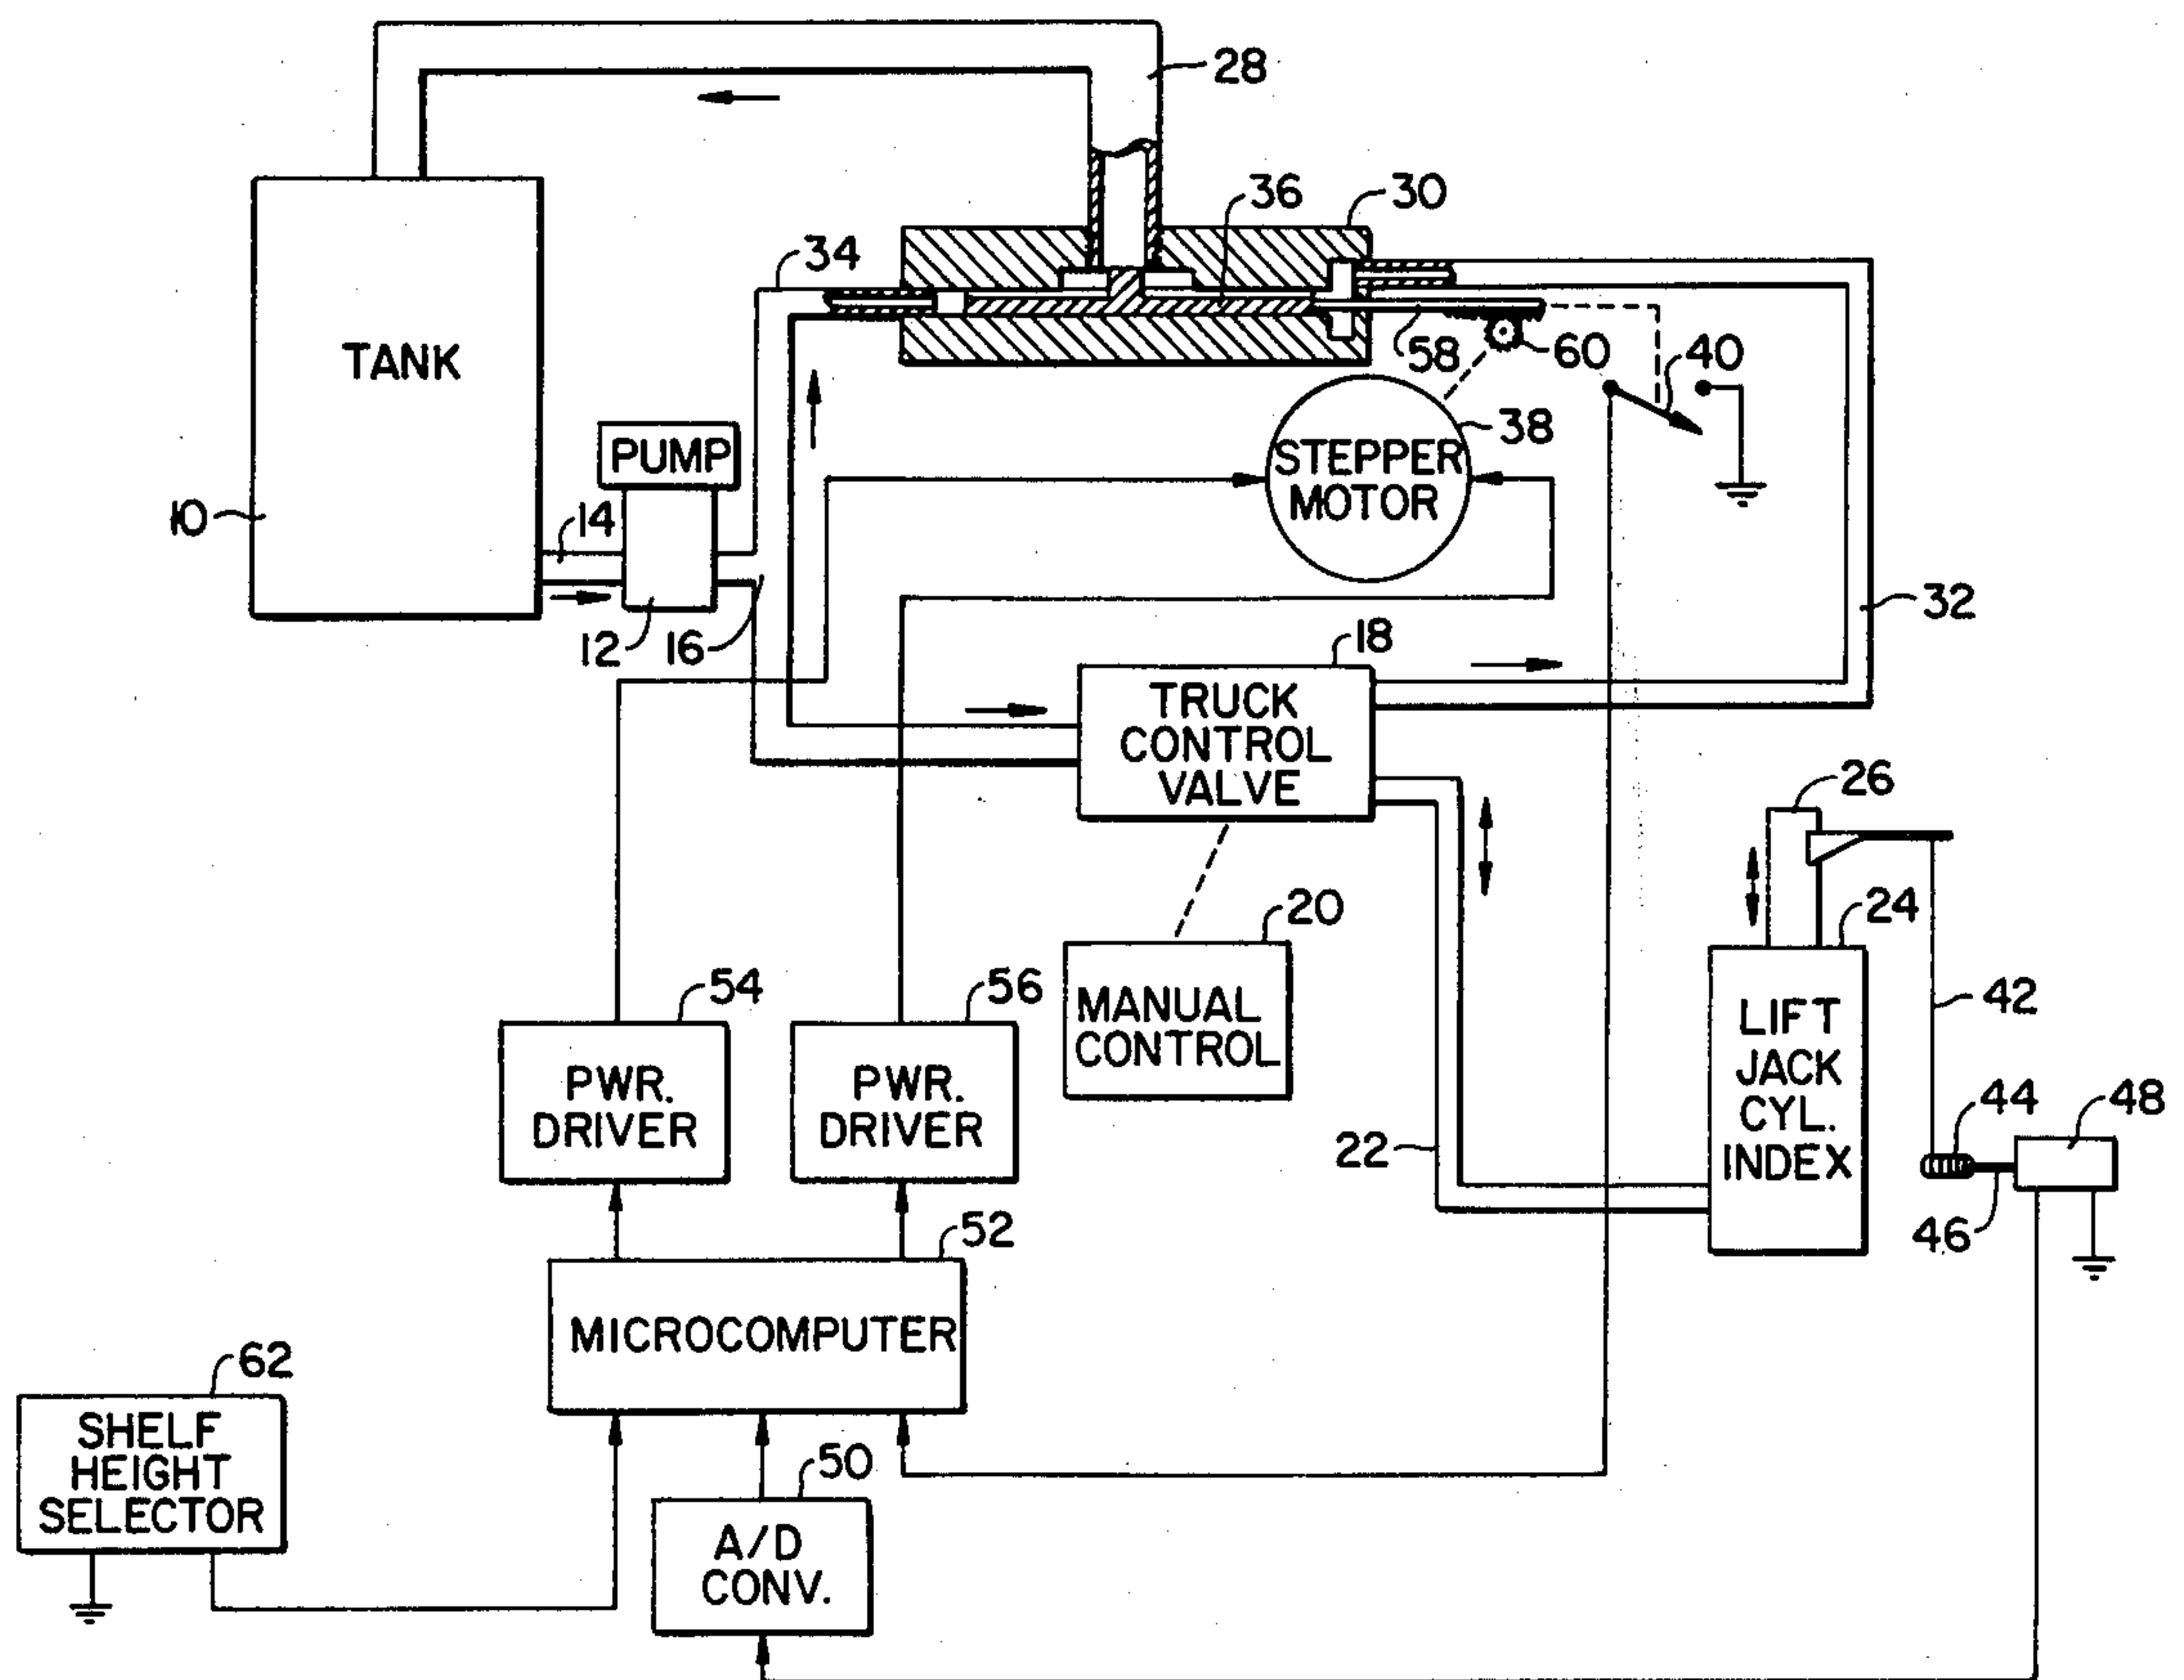 28
36
30
34
TANK
58
60
40
PUMP
38
STEPPER
MOTOR
10
14
12
16
32
18
TRUCK
CONTROL
VALVE
26
20
24
54
56
MANUAL
CONTROL
42
LIFT
JACK
CYL.
INDEX
PWR.
DRIVER
PWR.
DRIVER
44
48
22
46
52
MICROCOMPUTER
62
SHELF
HEIGHT
SELECTOR
50
A/D
CONV.